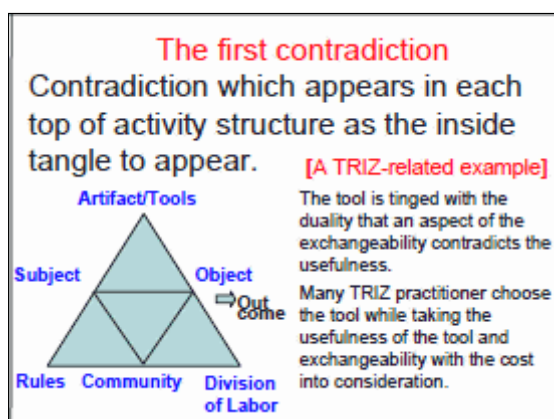 The first contradiction
Contradiction which appears in each
top of activity structure as the inside
tangle to appear.
[A TRIZ-related example]
Artifact/Tools
Subject
Object
Out
come
Rules
Community
Division
of Labor
The tool is tinged with the
duality that an aspect of the
exchangeability contradicts the
usefulness.
Many TRIZ practitioner choose
the tool while taking the
usefulness of the tool and
exchangeability with the cost
into consideration.